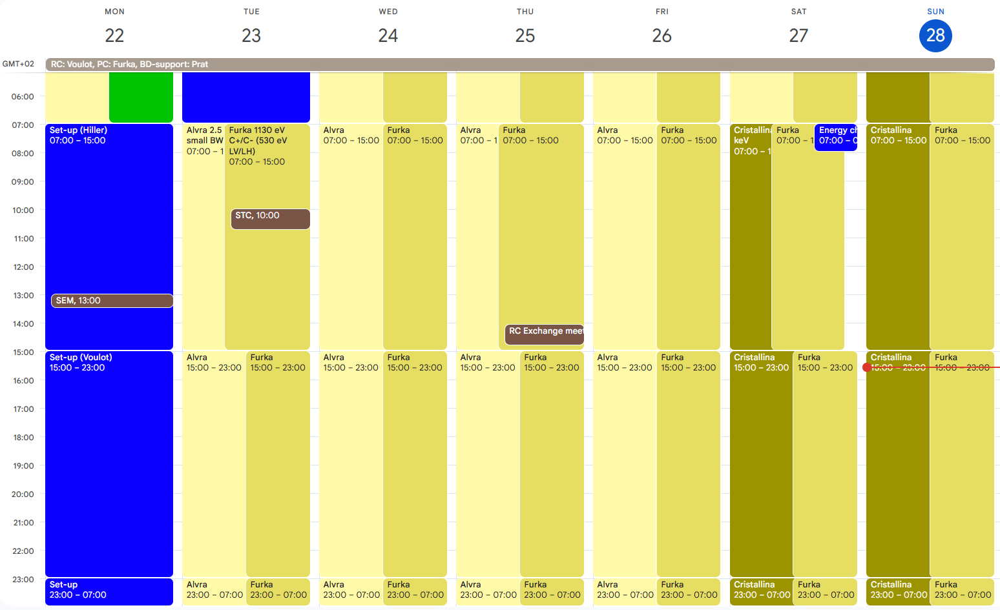 MON TUE WED THU FRI SAT SUN
22 23 24 25 26 27 28
GMT+02
RC: Voulot, PC: Furka, BD-support: Prat
06:00
07:00
08:00
09:00
10:00
11:00
12:00
13:00
14:00
15:00
16:00
17:00
18:00
19:00
20:00
21:00
22:00
23:00
Set-up (Hiller)
07:00 – 15:00
SEM, 13:00
Set-up (Voulot)
15:00 – 23:00
Set-up
23:00 – 07:00
Alvra 2.5
small BW
07:00 – 1
Furka 1130 eV
C+/C- (530 eV
LV/LH)
07:00 – 15:00
STC, 10:00
Alvra
15:00 – 23:00
Furka
15:00 – 23:00
Alvra
23:00 – 07:00
Furka
23:00 – 07:00
Alvra
07:00 – 15:00
Furka
07:00 – 15:00
Alvra
15:00 – 23:00
Furka
15:00 – 23:00
Alvra
23:00 – 07:00
Furka
23:00 – 07:00
Alvra
07:00 – 1
Furka
07:00 – 15:00
RC Exchange meet
Alvra
15:00 – 23:00
Furka
15:00 – 23:00
Alvra
23:00 – 07:00
Furka
23:00 – 07:00
Alvra
07:00 – 15:00
Furka
07:00 – 15:00
Alvra
15:00 – 23:00
Furka
15:00 – 23:00
Alvra
23:00 – 07:00
Furka
23:00 – 07:00
Cristallina
keV
07:00 – 1
Furka
07:00 – 1
Energy ch
07:00 – 0
Cristallina
15:00 – 23:00
Furka
15:00 – 23:00
Cristallina
23:00 – 07:00
Furka
23:00 – 07:00
Cristallina
07:00 – 15:00
Furka
07:00 – 15:00
Cristallina
15:00 – 23:00
Furka
15:00 – 23:00
Cristallina
23:00 – 07:00
Furka
23:00 – 07:00